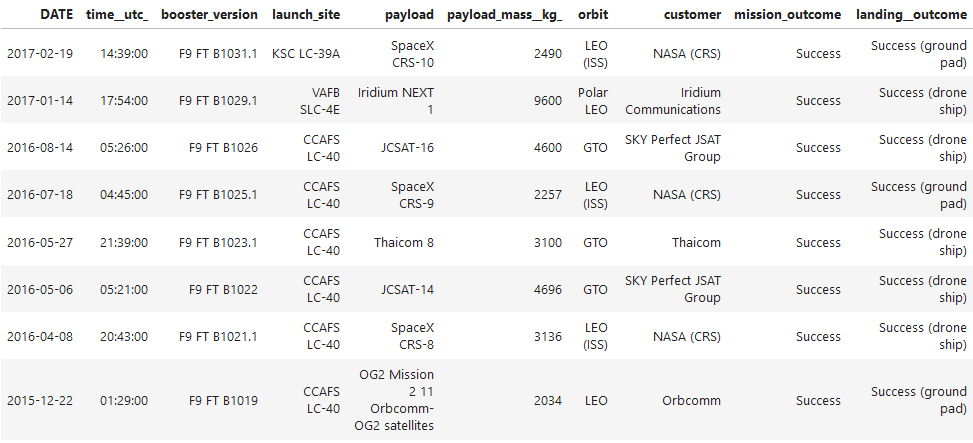 DATE time__utc_ booster_version launch_site payload payload_mass__kg_ orbit customer mission_outcome landing__outcome
2017-02-19 14:39:00 F9 FT B1031.1 KSC LC-39A SpaceX CRS-10 2490 LEO (ISS) NASA (CRS) Success Success (ground pad)
2017-01-14 17:54:00 F9 FT B1029.1 VAFB SLC-4E Iridium NEXT 1 9600 Polar LEO Iridium Communications Success Success (drone ship)
2016-08-14 05:26:00 F9 FT B1026 CCAFS LC-40 JCSAT-16 4600 GTO SKY Perfect JSAT Group Success Success (drone ship)
2016-07-18 04:45:00 F9 FT B1025.1 CCAFS LC-40 SpaceX CRS-9 2257 LEO (ISS) NASA (CRS) Success Success (ground pad)
2016-05-27 21:39:00 F9 FT B1023.1 CCAFS LC-40 Thaicom 8 3100 GTO Thaicom Success Success (drone ship)
2016-05-06 05:21:00 F9 FT B1022 CCAFS LC-40 JCSAT-14 4696 GTO SKY Perfect JSAT Group Success Success (drone ship)
2016-04-08 20:43:00 F9 FT B1021.1 CCAFS LC-40 SpaceX CRS-8 3136 LEO (ISS) NASA (CRS) Success Success (drone ship)
2015-12-22 01:29:00 F9 FT B1019 CCAFS LC-40 OG2 Mission 2 11 Orbcomm-OG2 satellites 2034 LEO Orbcomm Success Success (ground pad)